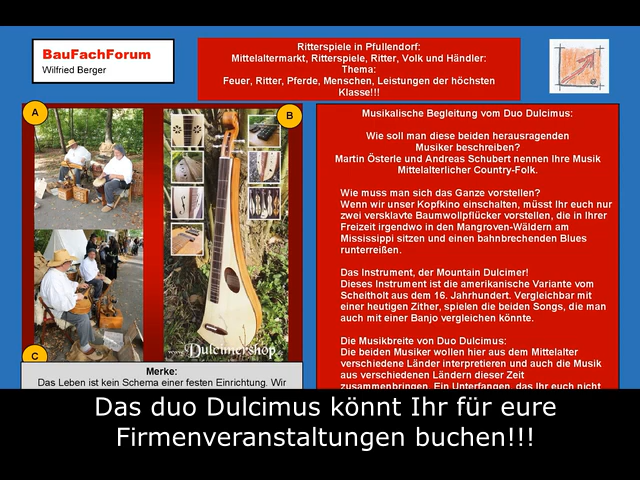 BauFachForum
Wilfried Berger
Ritterspiele in Pfullendorf:
Mittelaltermarkt, Ritterspiele, Ritter, Volk und Händler:
Thema:
Feuer, Ritter, Pferde, Menschen, Leistungen der höchsten
Klasse!!!
A
B
C
www.Dulcimershop
Merke:
Das Leben ist kein Schema einer festen Einrichtung. Wir
Musikalische Begleitung vom Duo Dulcimus:
Wie soll man diese beiden herausragenden
Musiker beschreiben?
Martin Österle und Andreas Schubert nennen Ihre Musik
Mittelalterlicher Country-Folk.
Wie muss man sich das Ganze vorstellen?
Wenn wir unser Kopfkino einschalten, müsst Ihr euch nur
zwei versklavte Baumwollpflücker vorstellen, die in Ihrer
Freizeit irgendwo in den Mangroven-Wäldern am
Mississippi sitzen und einen bahnbrechenden Blues
runterreißen.
Das Instrument, der Mountain Dulcimer!
Dieses Instrument ist die amerikanische Variante vom
Scheitholt aus dem 16. Jahrhundert. Vergleichbar mit
einer heutigen Zither, spielen die beiden Songs, die man
auch mit einer Banjo vergleichen könnte.
Die Musikbreite von Duo Dulcimus:
Die beiden Musiker wollen hier aus dem Mittelalter
verschiedene Länder interpretieren und auch die Musik
aus verschiedenen Ländern dieser Zeit
zusammenbringen. Ein Unterfangen, das Ihr euch nicht
Das duo Dulcimus könnt Ihr für eure
Firmenveranstaltungen buchen!!!